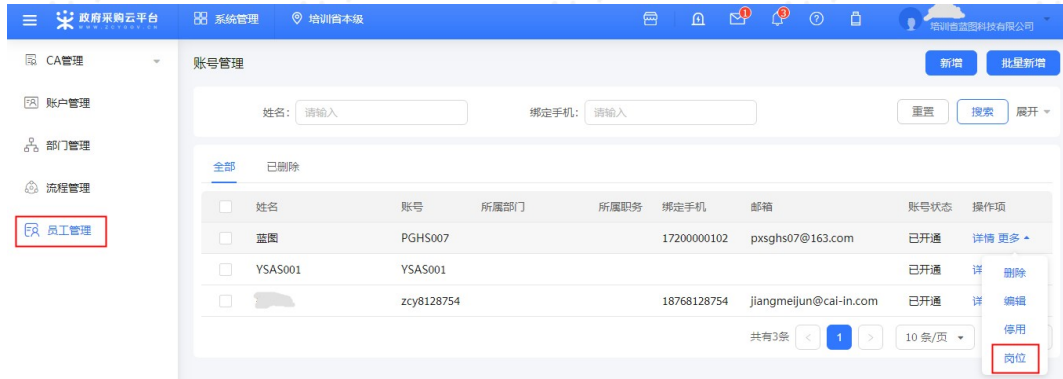 政府采购云平台
WWW.ZCYGOV.CN
系统管理
培训省本级
1
3
培训省蓝图科技有限公司
CA管理
账户管理
部门管理
流程管理
员工管理
账号管理
新增
批量新增
姓名: 请输入
绑定手机: 请输入
重置
搜索
展开
全部
已删除
姓名 账号 所属部门 所属职务 绑定手机 邮箱 账号状态 操作项
蓝图 PGHS007 17200000102 pxsghs07@163.com 已开通 详情 更多
YSAS001 YSAS001 已开通 详
zcy8128754 18768128754 jiangmeijun@cai-in.com 已开通 详
删除
编辑
停用
岗位
共有3条 < 1 > 10 条/页